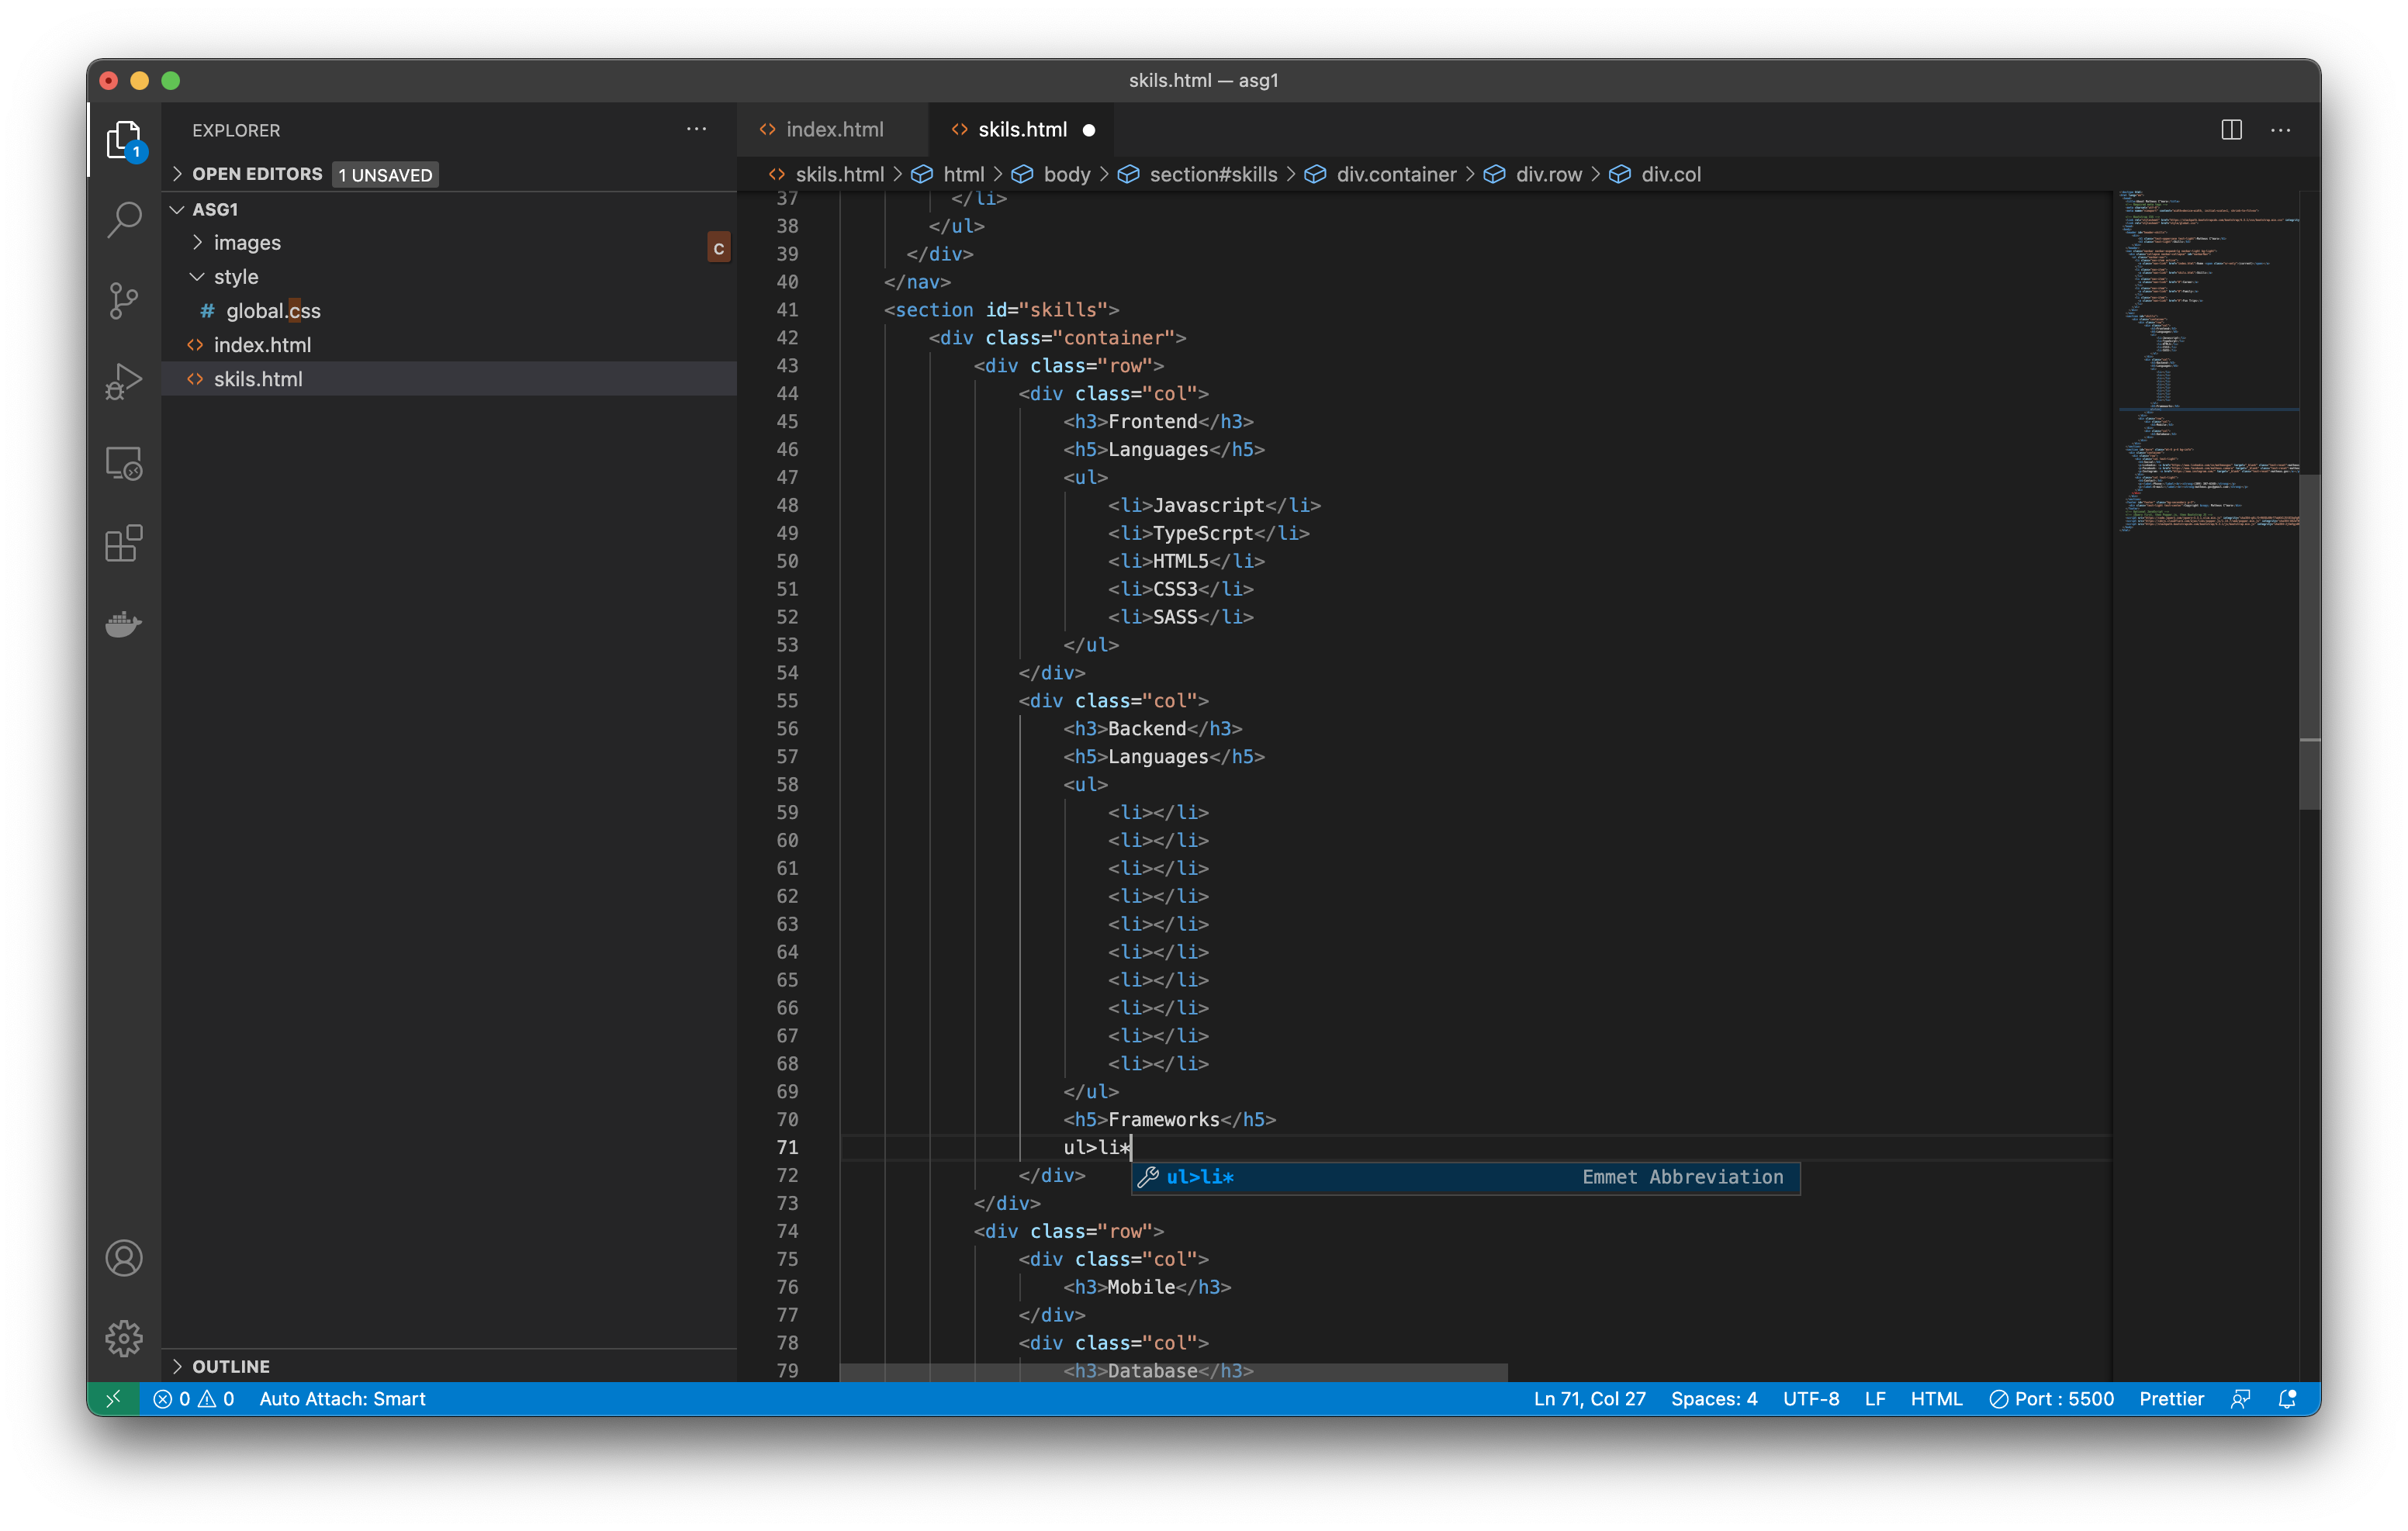 skils.html — asg1
EXPLORER
OPEN EDITORS 1 UNSAVED
ASG1
images
c
style
# global.css
index.html
skils.html
OUTLINE
1
index.html
skils.html
skils.html > html > body > section#skills > div.container > div.row > div.col
37 </li>
38 </ul>
39 </div>
40 </nav>
41 <section id="skills">
42 <div class="container">
43 <div class="row">
44 <div class="col">
45 <h3>Frontend</h3>
46 <h5>Languages</h5>
47 <ul>
48 <li>Javascript</li>
49 <li>TypeScrpt</li>
50 <li>HTML5</li>
51 <li>CSS3</li>
52 <li>SASS</li>
53 </ul>
54 </div>
55 <div class="col">
56 <h3>Backend</h3>
57 <h5>Languages</h5>
58 <ul>
59 <li></li>
60 <li></li>
61 <li></li>
62 <li></li>
63 <li></li>
64 <li></li>
65 <li></li>
66 <li></li>
67 <li></li>
68 <li></li>
69 </ul>
70 <h5>Frameworks</h5>
71 ul>li*
72 </div>
ul>li* Emmet Abbreviation
73 </div>
74 <div class="row">
75 <div class="col">
76 <h3>Mobile</h3>
77 </div>
78 <div class="col">
79 <h3>Database</h3>
0 0 Auto Attach: Smart
Ln 71, Col 27 Spaces: 4 UTF-8 LF HTML Port : 5500 Prettier